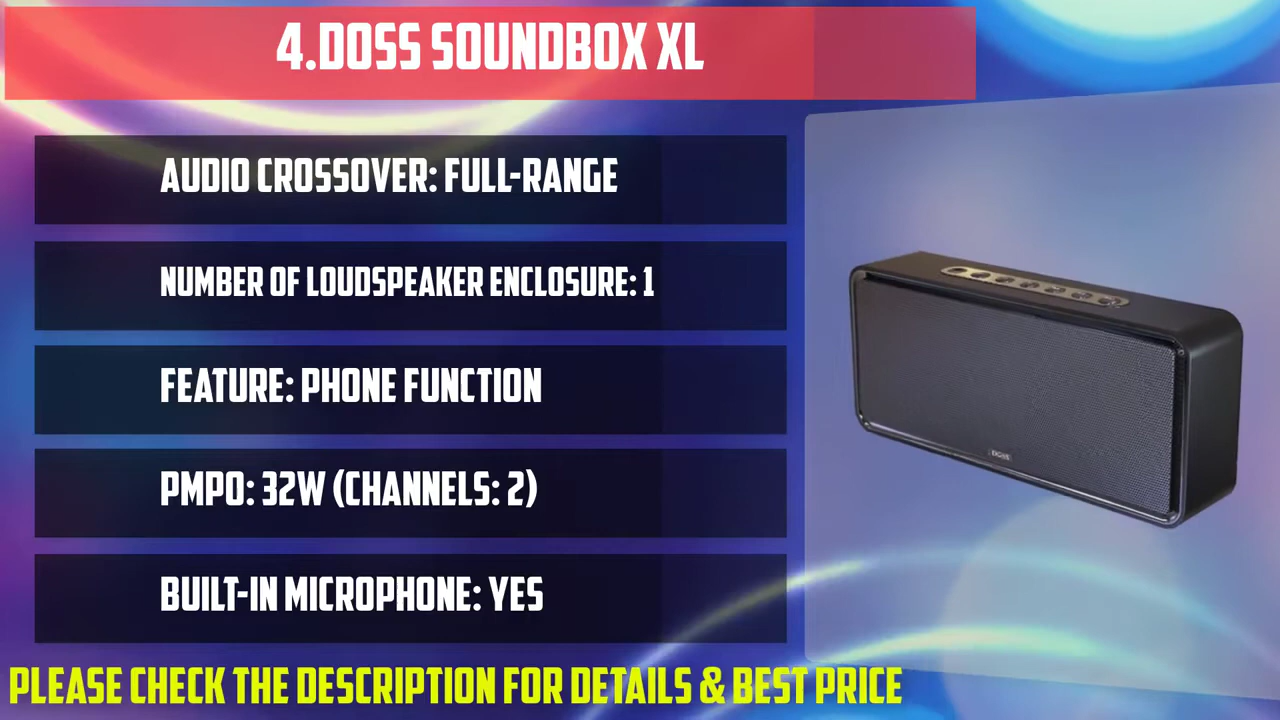 4.DOSS SOUNDBOX XL
AUDIO CROSSOVER: FULL-RANGE
NUMBER OF LOUDSPEAKER ENCLOSURE: 1
FEATURE: PHONE FUNCTION
PMPO: 32W (CHANNELS: 2)
BUILT-IN MICROPHONE: YES
DOSS
PLEASE CHECK THE DESCRIPTION FOR DETAILS & BEST PRICE